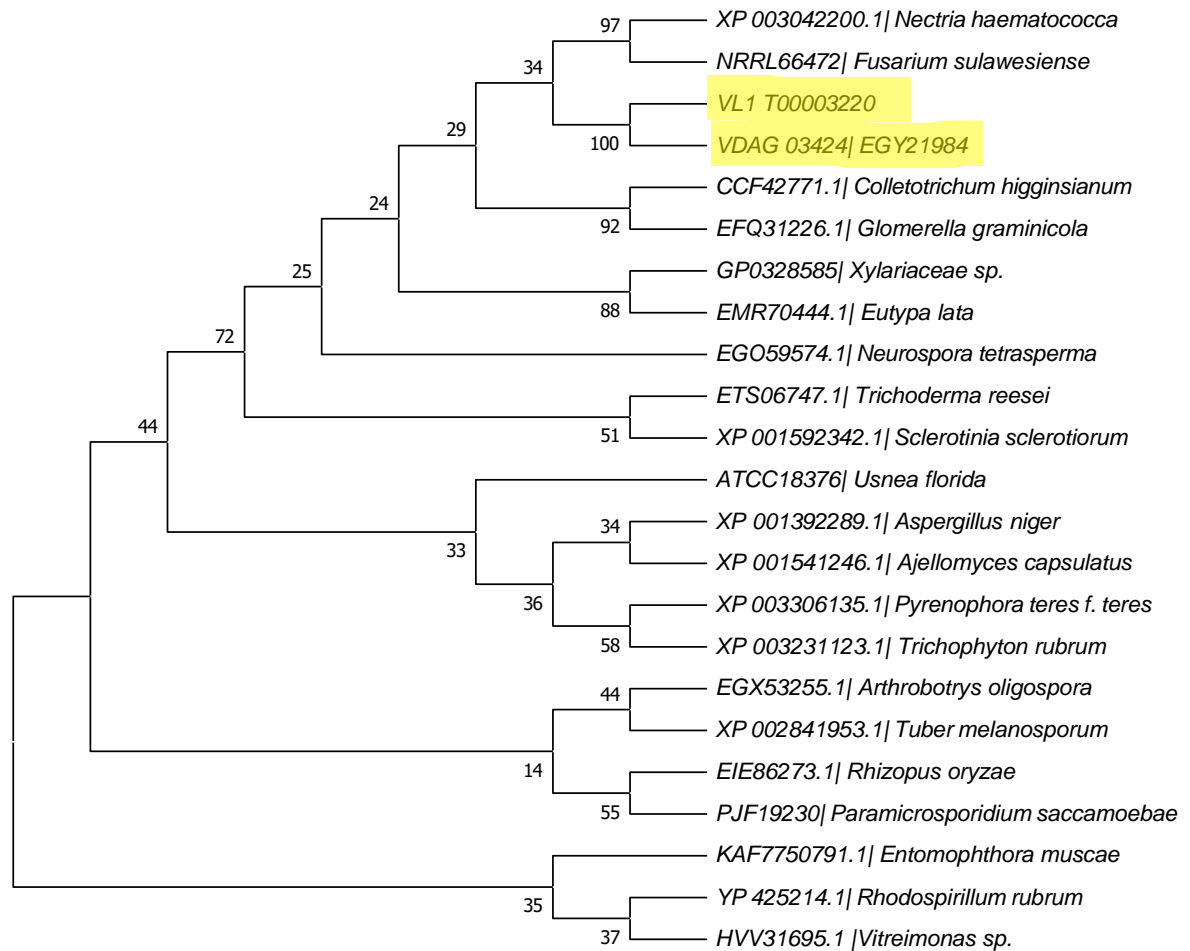 XP 003042200.1| Nectria haematococca
97
NRRL66472| Fusarium sulawesiense
34
VL1 T00003220
29
100
VDAG 03424| EGY21984
CCF42771.1| Colletotrichum higginsianum
24
92
EFQ31226.1| Glomerella graminicola
25
GP0328585| Xylariaceae sp.
88
EMR70444.1| Eutypa lata
72
EGO59574.1| Neurospora tetrasperma
ETS06747.1| Trichoderma reesei
44
51
XP 001592342.1| Sclerotinia sclerotiorum
ATCC18376| Usnea florida
34
XP 001392289.1| Aspergillus niger
33
XP 001541246.1| Ajellomyces capsulatus
36
XP 003306135.1| Pyrenophora teres f. teres
58
XP 003231123.1| Trichophyton rubrum
44
EGX53255.1| Arthrobotrys oligospora
XP 002841953.1| Tuber melanosporum
14
EIE86273.1| Rhizopus oryzae
55
PJF19230| Paramicrosporidium saccamoebae
KAF7750791.1| Entomophthora muscae
35
YP 425214.1| Rhodospirillum rubrum
37
HVV31695.1 |Vitreimonas sp.